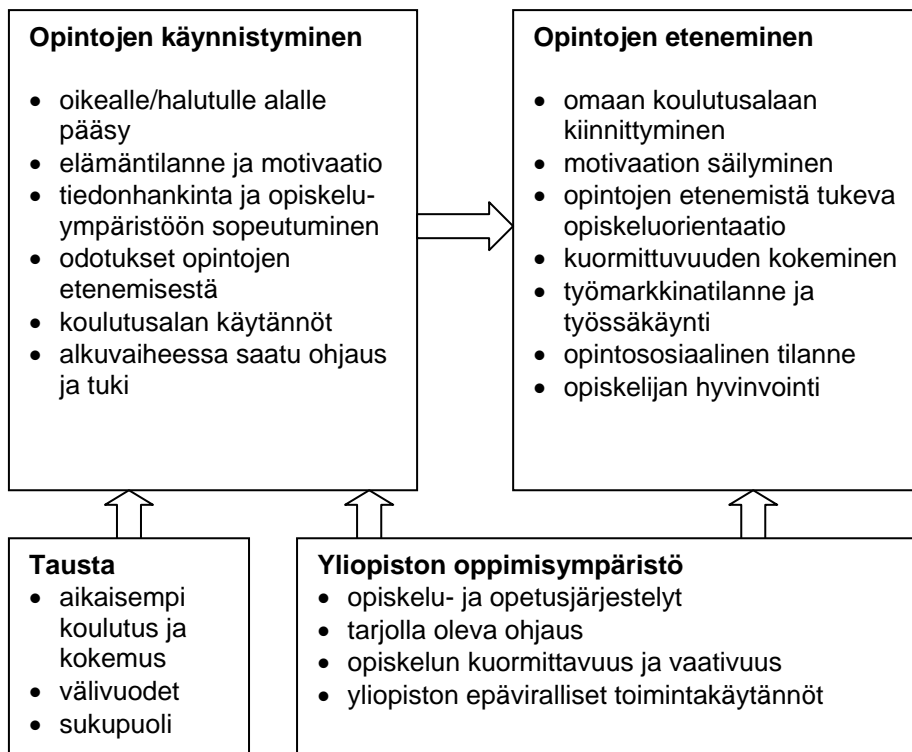 Opintojen käynnistyminen
• oikealle/halutulle alalle
pääsy
• elämäntilanne ja motivaatio
• tiedonhankinta ja opiskelu-
ympäristöön sopeutuminen
• odotukset opintojen
etenemisestä
• koulutusalan käytännöt
• alkuvaiheessa saatu ohjaus
ja tuki
Opintojen eteneminen
• omaan koulutusalaan
kiinnittyminen
• motivaation säilyminen
• opintojen etenemistä tukeva
opiskeluorientaatio
• kuormittuvuuden kokeminen
• työmarkkinatilanne ja
työssäkäynti
• opintososiaalinen tilanne
• opiskelijan hyvinvointi
Tausta
• aikaisempi
koulutus ja
kokemus
• välivuodet
• sukupuoli
Yliopiston oppimisympäristö
• opiskelu- ja opetusjärjestelyt
• tarjolla oleva ohjaus
• opiskelun kuormittavuus ja vaativuus
• yliopiston epäviralliset toimintakäytännöt